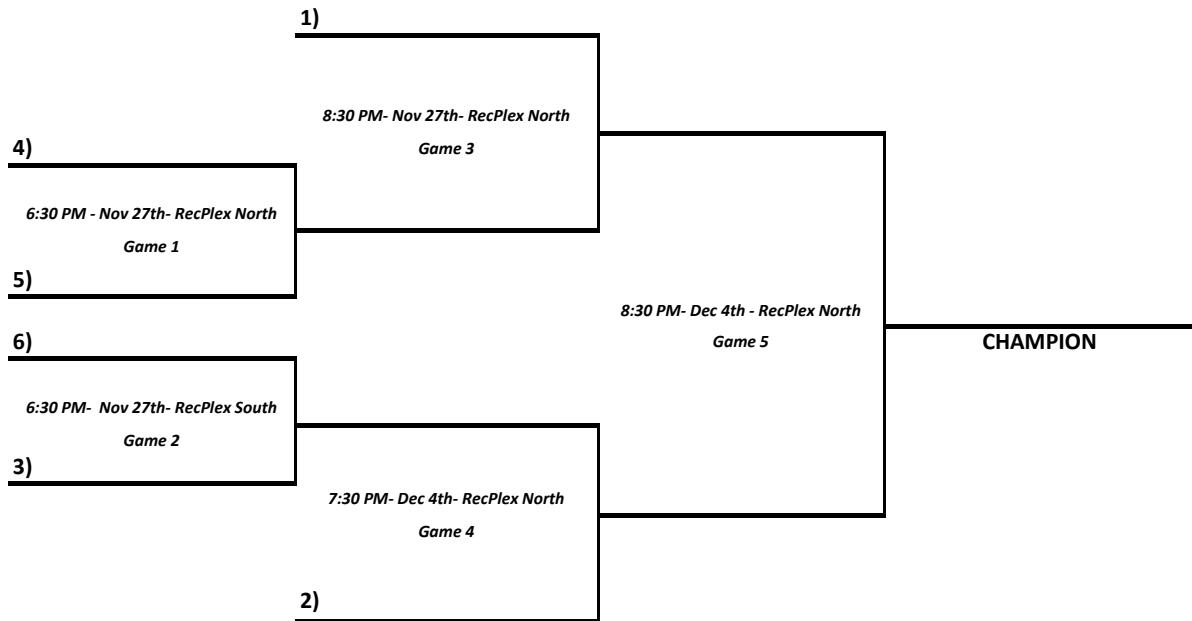 1)
8:30 PM- Nov 27th- RecPlex North
Game 3
4)
6:30 PM - Nov 27th- RecPlex North
Game 1
5)
8:30 PM- Dec 4th - RecPlex North
Game 5
CHAMPION
6)
6:30 PM-  Nov 27th- RecPlex South
Game 2
3)
7:30 PM- Dec 4th- RecPlex North
Game 4
2)